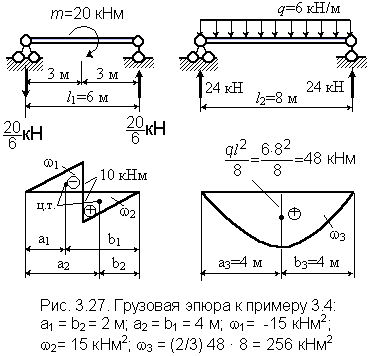 m=20 кНм
q=6 кН/м
3 м
3 м
l₁=6 м
24 кН
24 кН
l₂=8 м
20/6 кН
20/6 кН
ω₁
10 кНм
ц.т.
ω₂
a₁
b₁
a₂
b₂
ql²/8 = 6·8²/8 = 48 кНм
ω₃
a₃=4 м
b₃=4 м
Рис. 3.27. Грузовая эпюра к примеру 3.4:
a₁ = b₂ = 2 м; a₂ = b₁ = 4 м; ω₁= -15 кНм²;
ω₂= 15 кНм²; ω₃ = (2/3) 48 · 8 = 256 кНм²